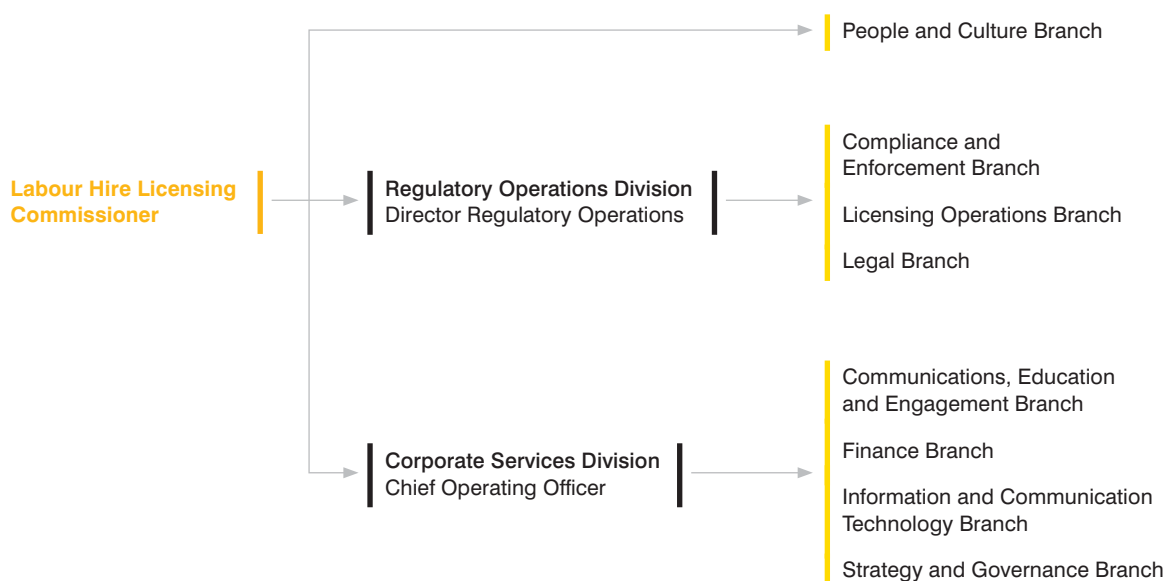 People and Culture Branch
Labour Hire Licensing
Commissioner
Regulatory Operations Division
Director Regulatory Operations
Compliance and
Enforcement Branch
Licensing Operations Branch
Legal Branch
Corporate Services Division
Chief Operating Officer
Communications, Education
and Engagement Branch
Finance Branch
Information and Communication
Technology Branch
Strategy and Governance Branch